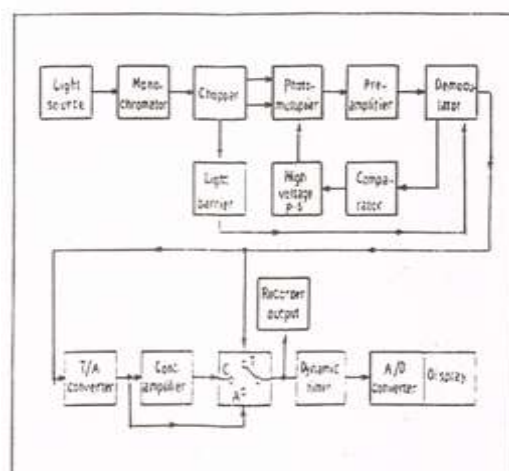 Light
source
Mono-
chromator
Chopper
Photo-
multiplier
Pre-
amplifier
Demodu-
lator
Light
barrier
High
voltage
p-s
Compa-
rator
Recorder
output
T/A
converter
Conc.
amplifier
C
T
A
Dynamic
A/D
converter
Display